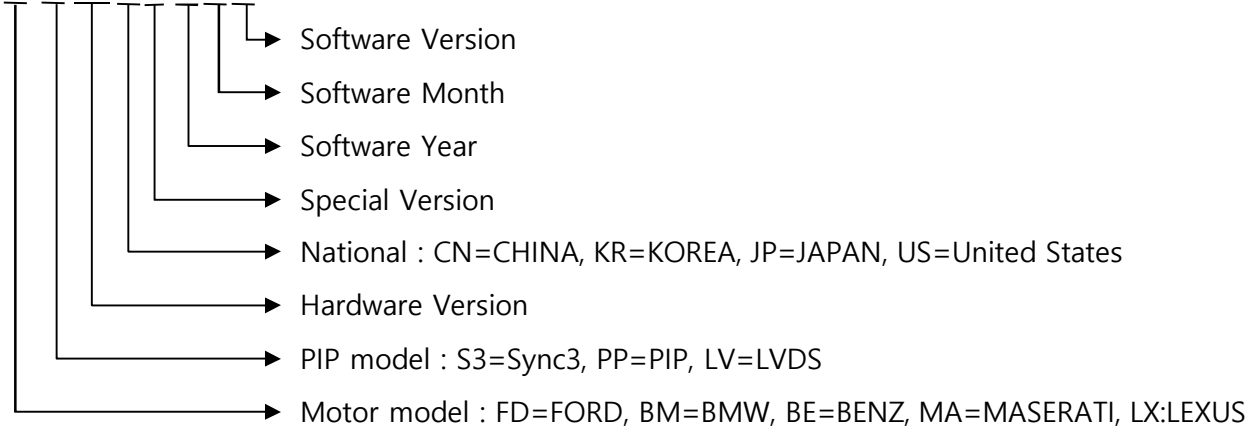 Software Version
Software Month
Software Year
Special Version
National : CN=CHINA, KR=KOREA, JP=JAPAN, US=United States
Hardware Version
PIP model : S3=Sync3, PP=PIP, LV=LVDS
Motor model : FD=FORD, BM=BMW, BE=BENZ, MA=MASERATI, LX:LEXUS